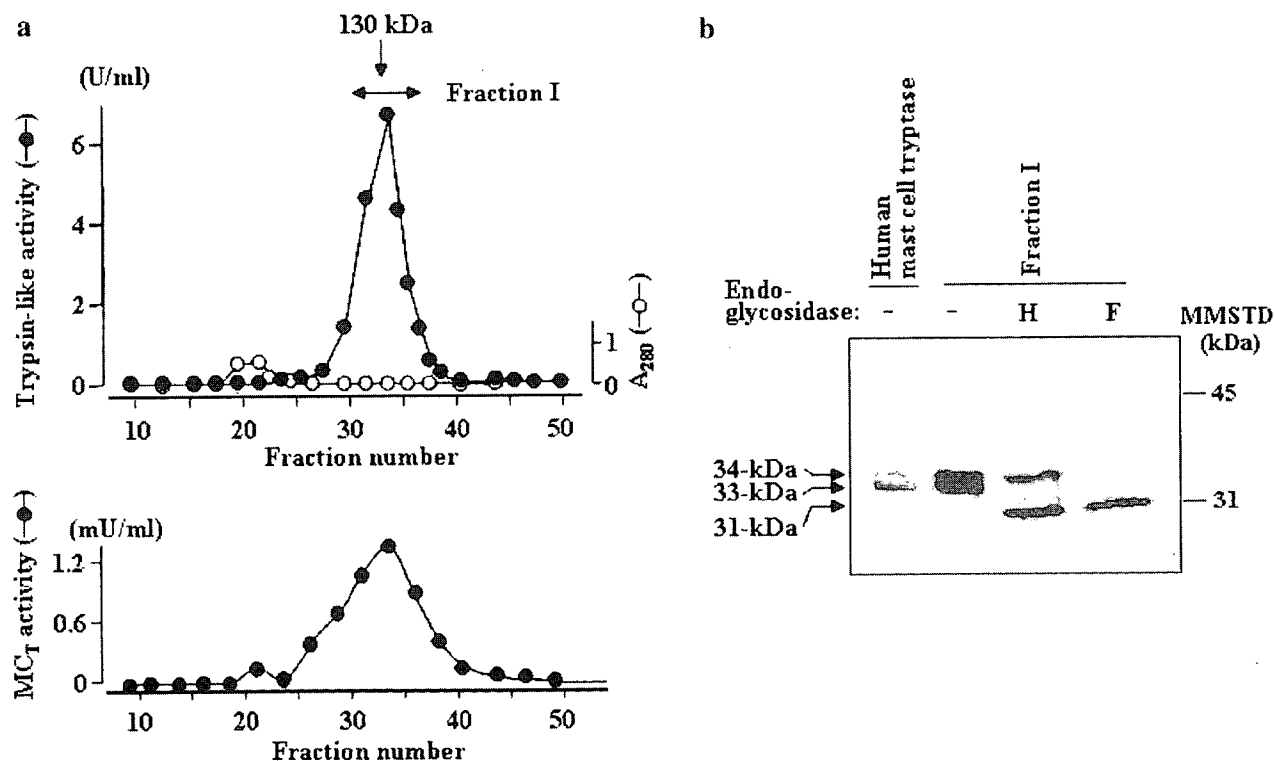 a
130 kDa
(U/ml)
Fraction I
Trypsin-like activity (—●—)
6
4
2
0
1
0
A280 (—○—)
10 20 30 40 50
Fraction number
MCT activity (—●—)
(mU/ml)
1.2
0.6
0
10 20 30 40 50
Fraction number
b
Human
mast cell tryptase
Fraction I
Endo-
glycosidase: - - H F
MMSTD
(kDa)
45
34-kDa
33-kDa
31-kDa
31